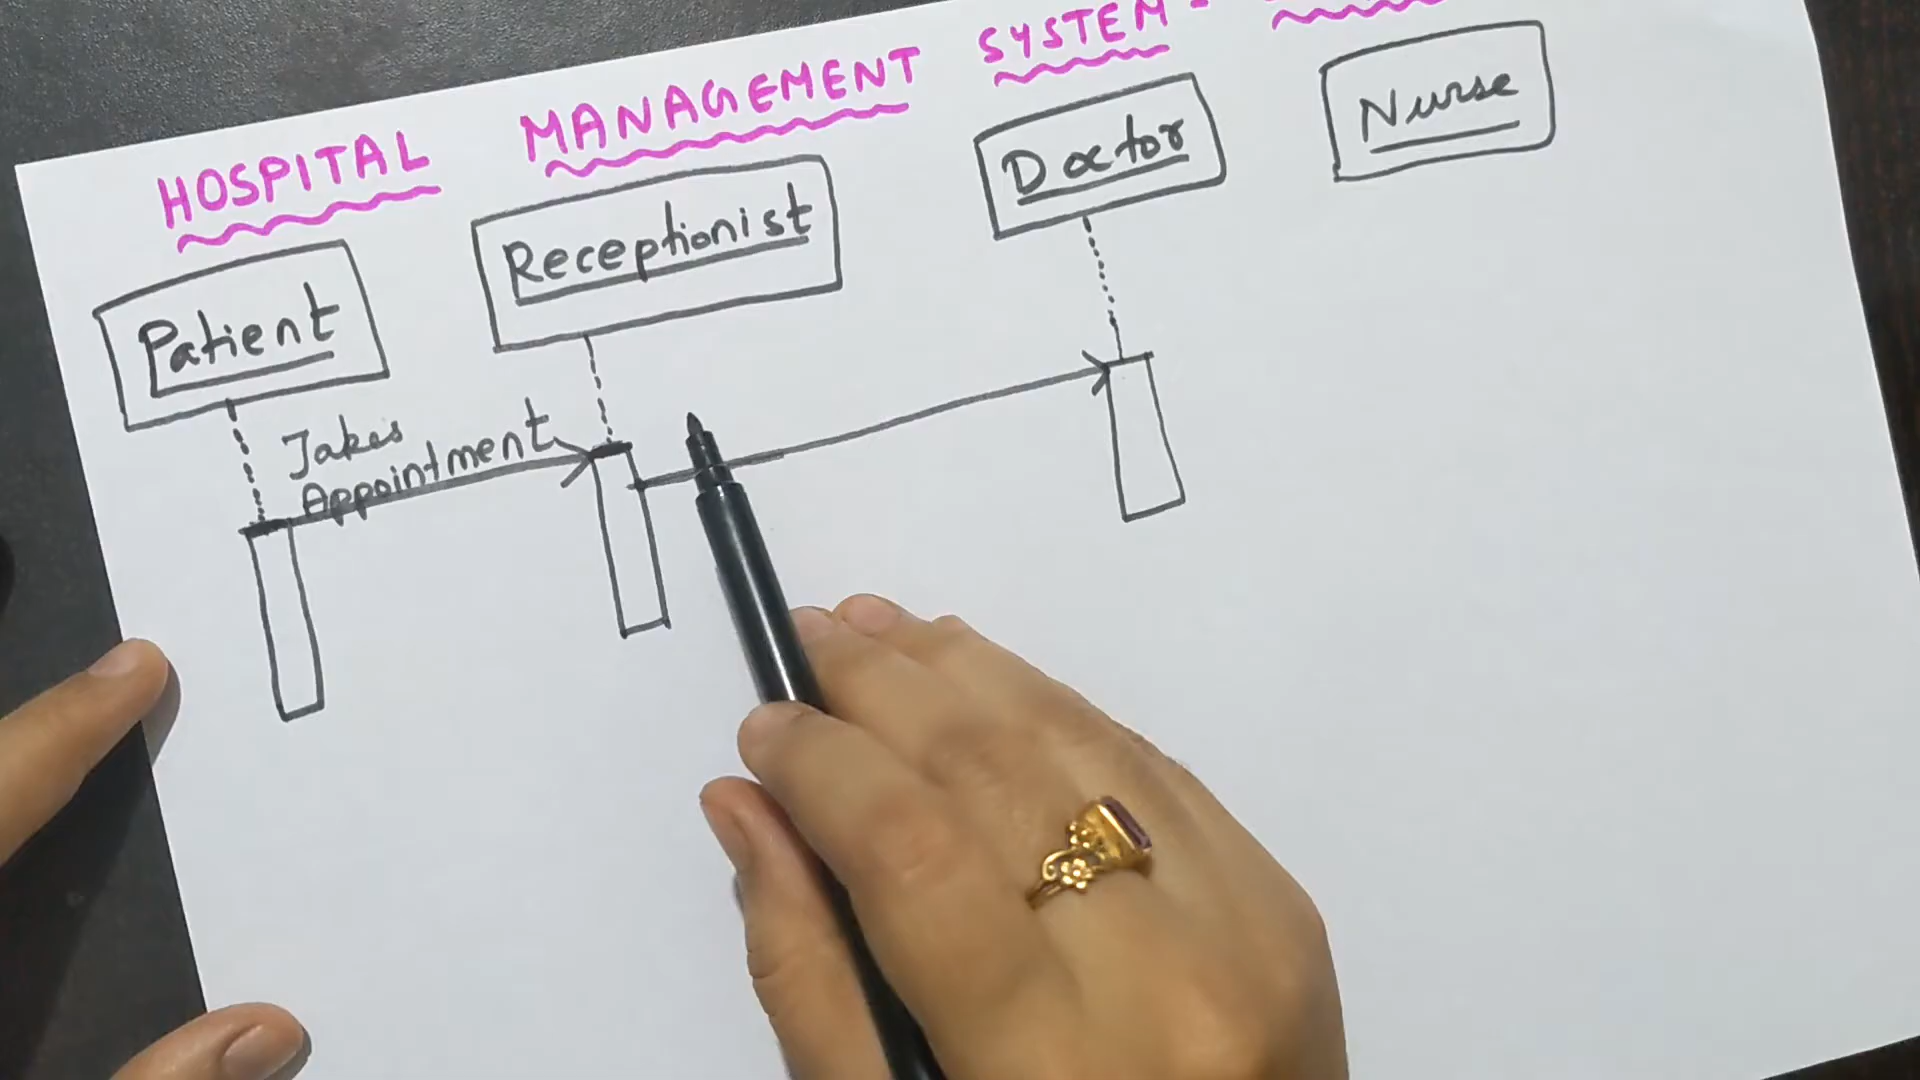 HOSPITAL MANAGEMENT SYSTEM -
Patient
Receptionist
Doctor
Nurse
Takes
Appointment